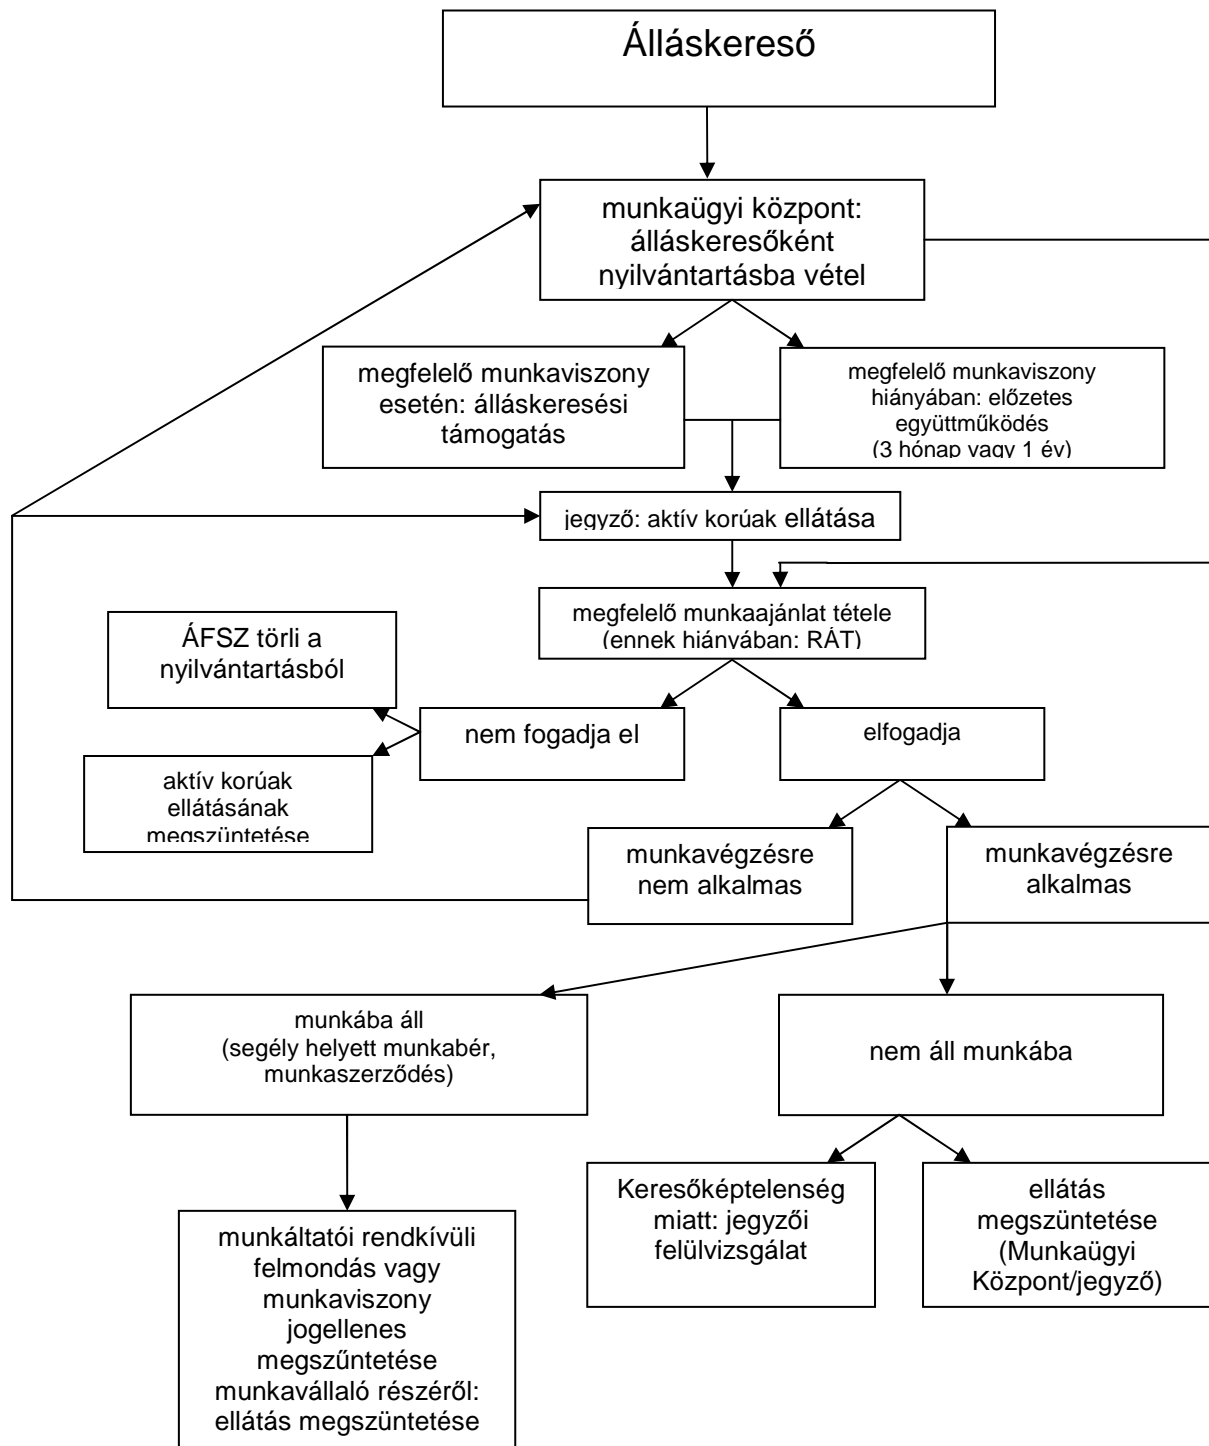 Álláskereső
munkaügyi központ:
álláskeresőként
nyilvántartásba vétel
megfelelő munkaviszony
esetén: álláskeresési
támogatás
megfelelő munkaviszony
hiányában: előzetes
együttműködés
(3 hónap vagy 1 év)
jegyző: aktív korúak ellátása
megfelelő munkaajánlat tétele
(ennek hiányában: RÁT)
ÁFSZ törli a
nyilvántartásból
nem fogadja el
elfogadja
aktív korúak
ellátásának
megszüntetése
munkavégzésre
nem alkalmas
munkavégzésre
alkalmas
munkába áll
(segély helyett munkabér,
munkaszerződés)
nem áll munkába
Keresőképtelenség
miatt: jegyzői
felülvizsgálat
ellátás
megszüntetése
(Munkaügyi
Központ/jegyző)
munkáltatói rendkívüli
felmondás vagy
munkaviszony
jogellenes
megszűntetése
munkavállaló részéről:
ellátás megszüntetése